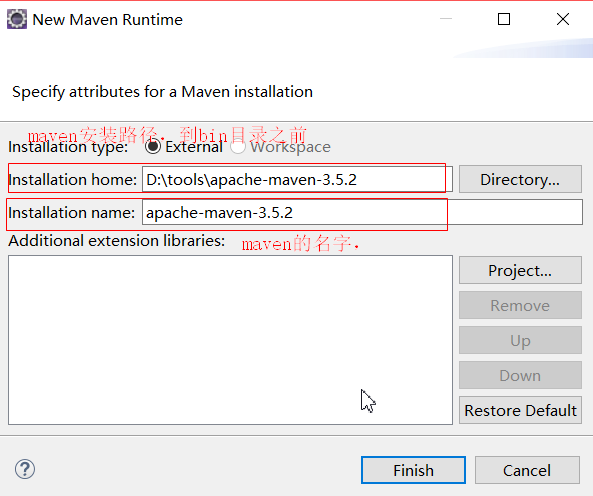 New Maven Runtime
Specify attributes for a Maven installation
maven安装路径. 到bin目录之前
Installation type: External Workspace
Installation home: D:\tools\apache-maven-3.5.2 Directory...
Installation name: apache-maven-3.5.2
Additional extension libraries: maven的名字.
Project...
Remove
Up
Down
Restore Default
? Finish Cancel